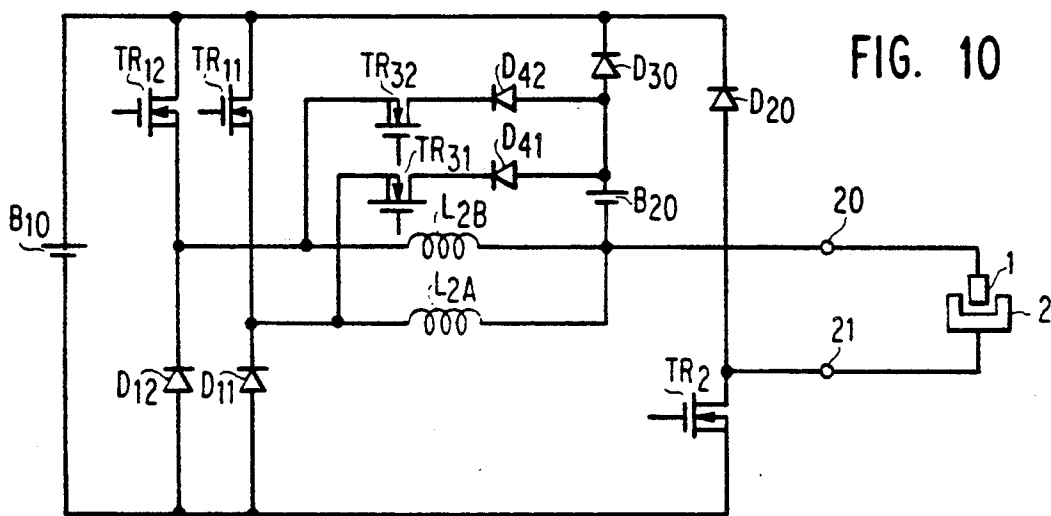 FIG. 10
TR12
TR11
TR32
D42
D30
D20
TR31
D41
B20
B10
L2B
20
1
L2A
2
21
D12
D11
TR2